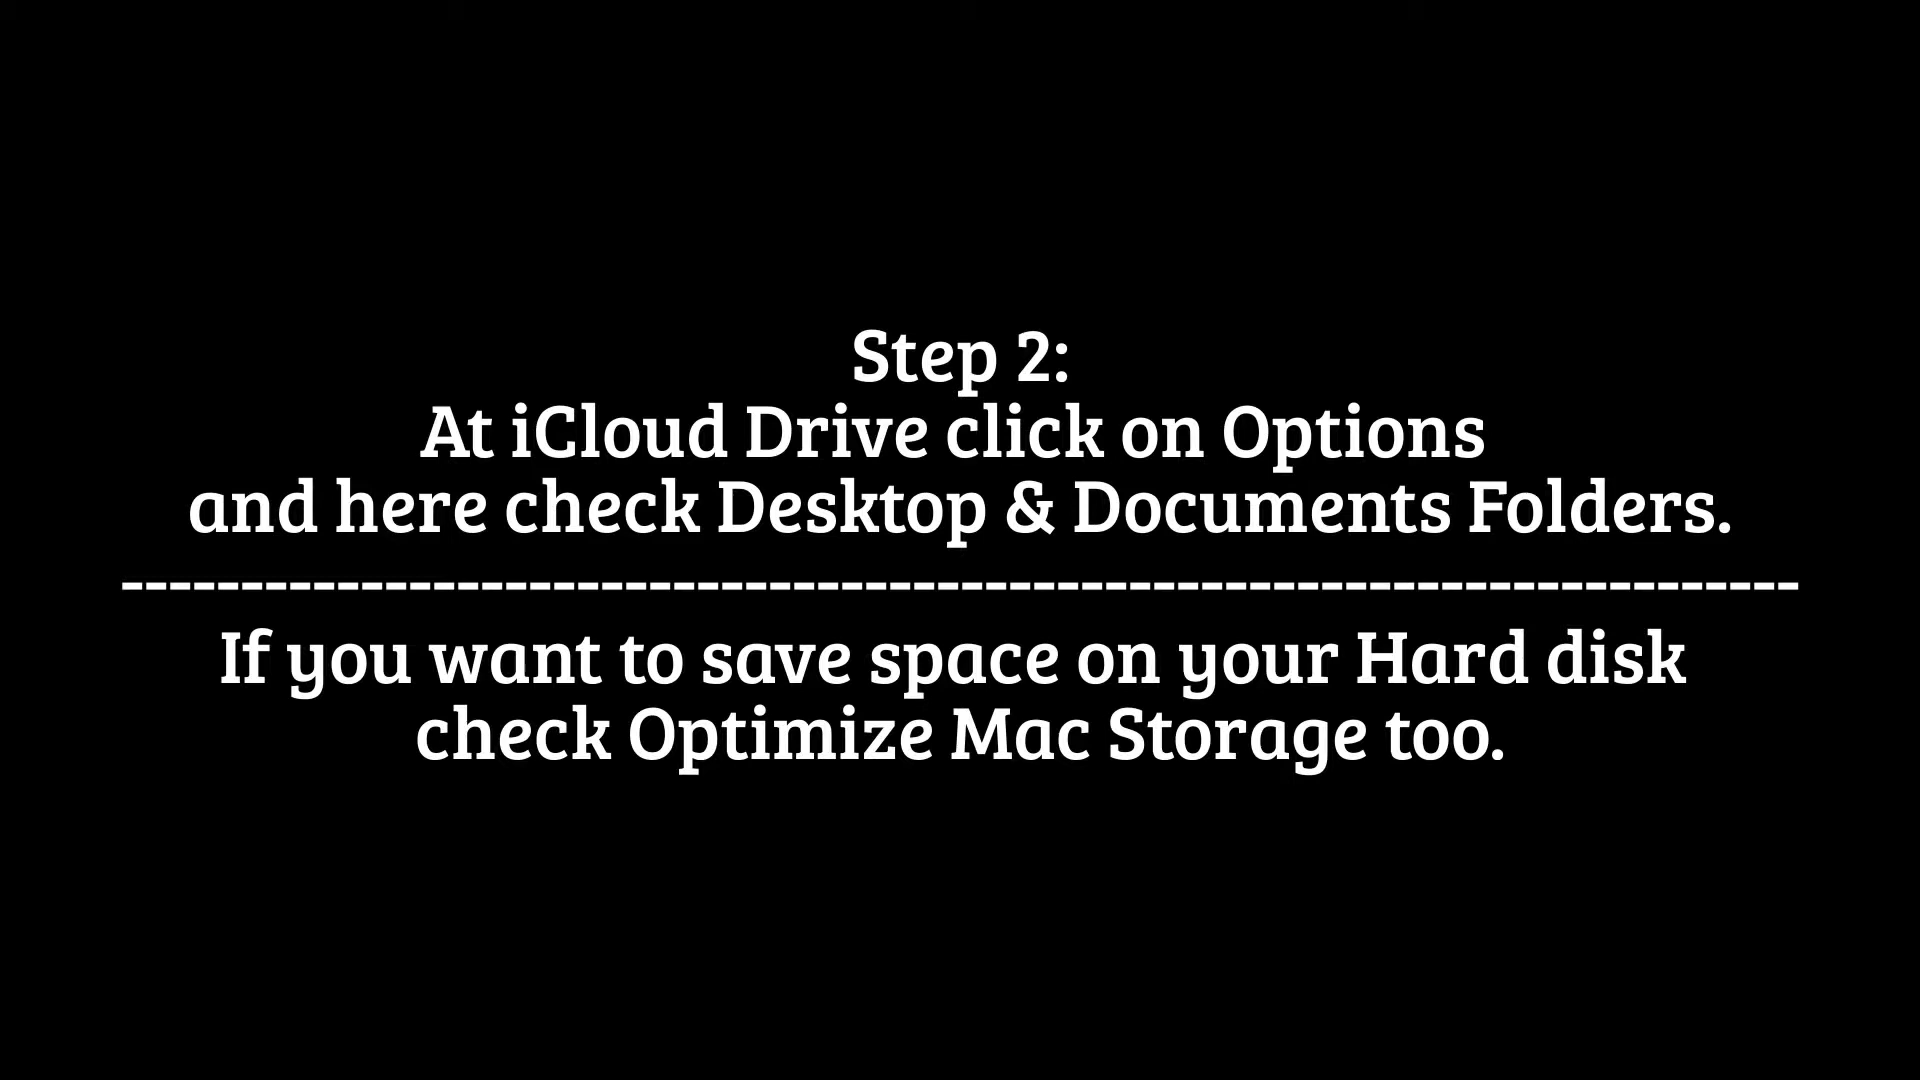 Step 2:
At iCloud Drive click on Options
and here check Desktop & Documents Folders.
----------------------------------------------------------------------
If you want to save space on your Hard disk
check Optimize Mac Storage too.